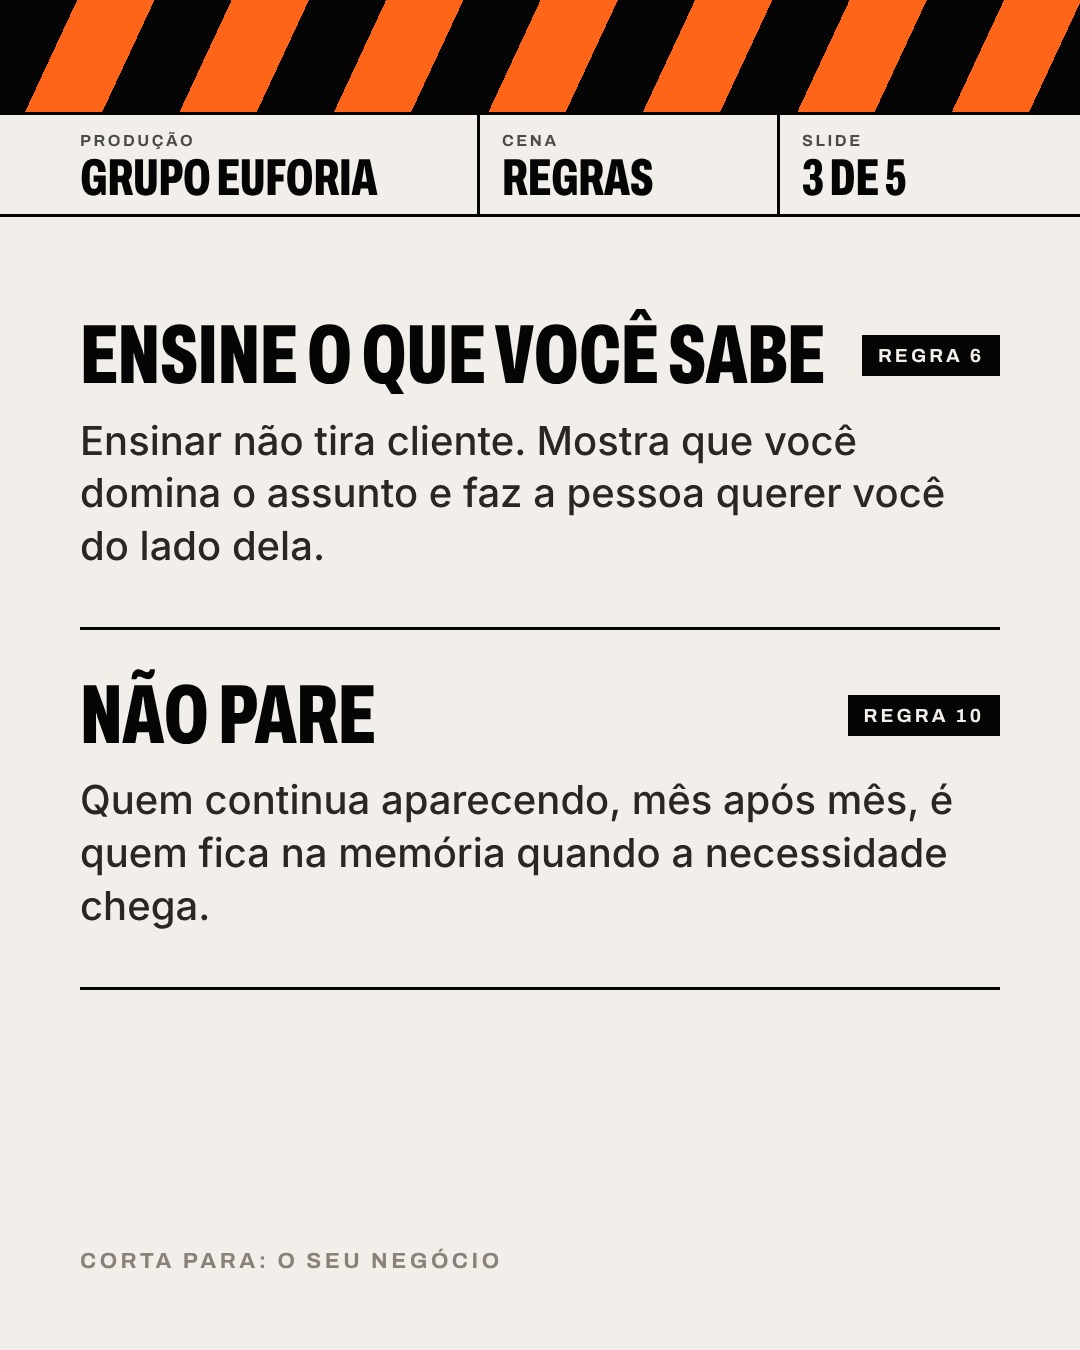 PRODUÇÃO
GRUPO EUFORIA
CENA
REGRAS
SLIDE
3 DE 5
ENSINE O QUE VOCÊ SABE
REGRA 6
Ensinar não tira cliente. Mostra que você
domina o assunto e faz a pessoa querer você
do lado dela.
NÃO PARE
REGRA 10
Quem continua aparecendo, mês após mês, é
quem fica na memória quando a necessidade
chega.
CORTA PARA: O SEU NEGÓCIO